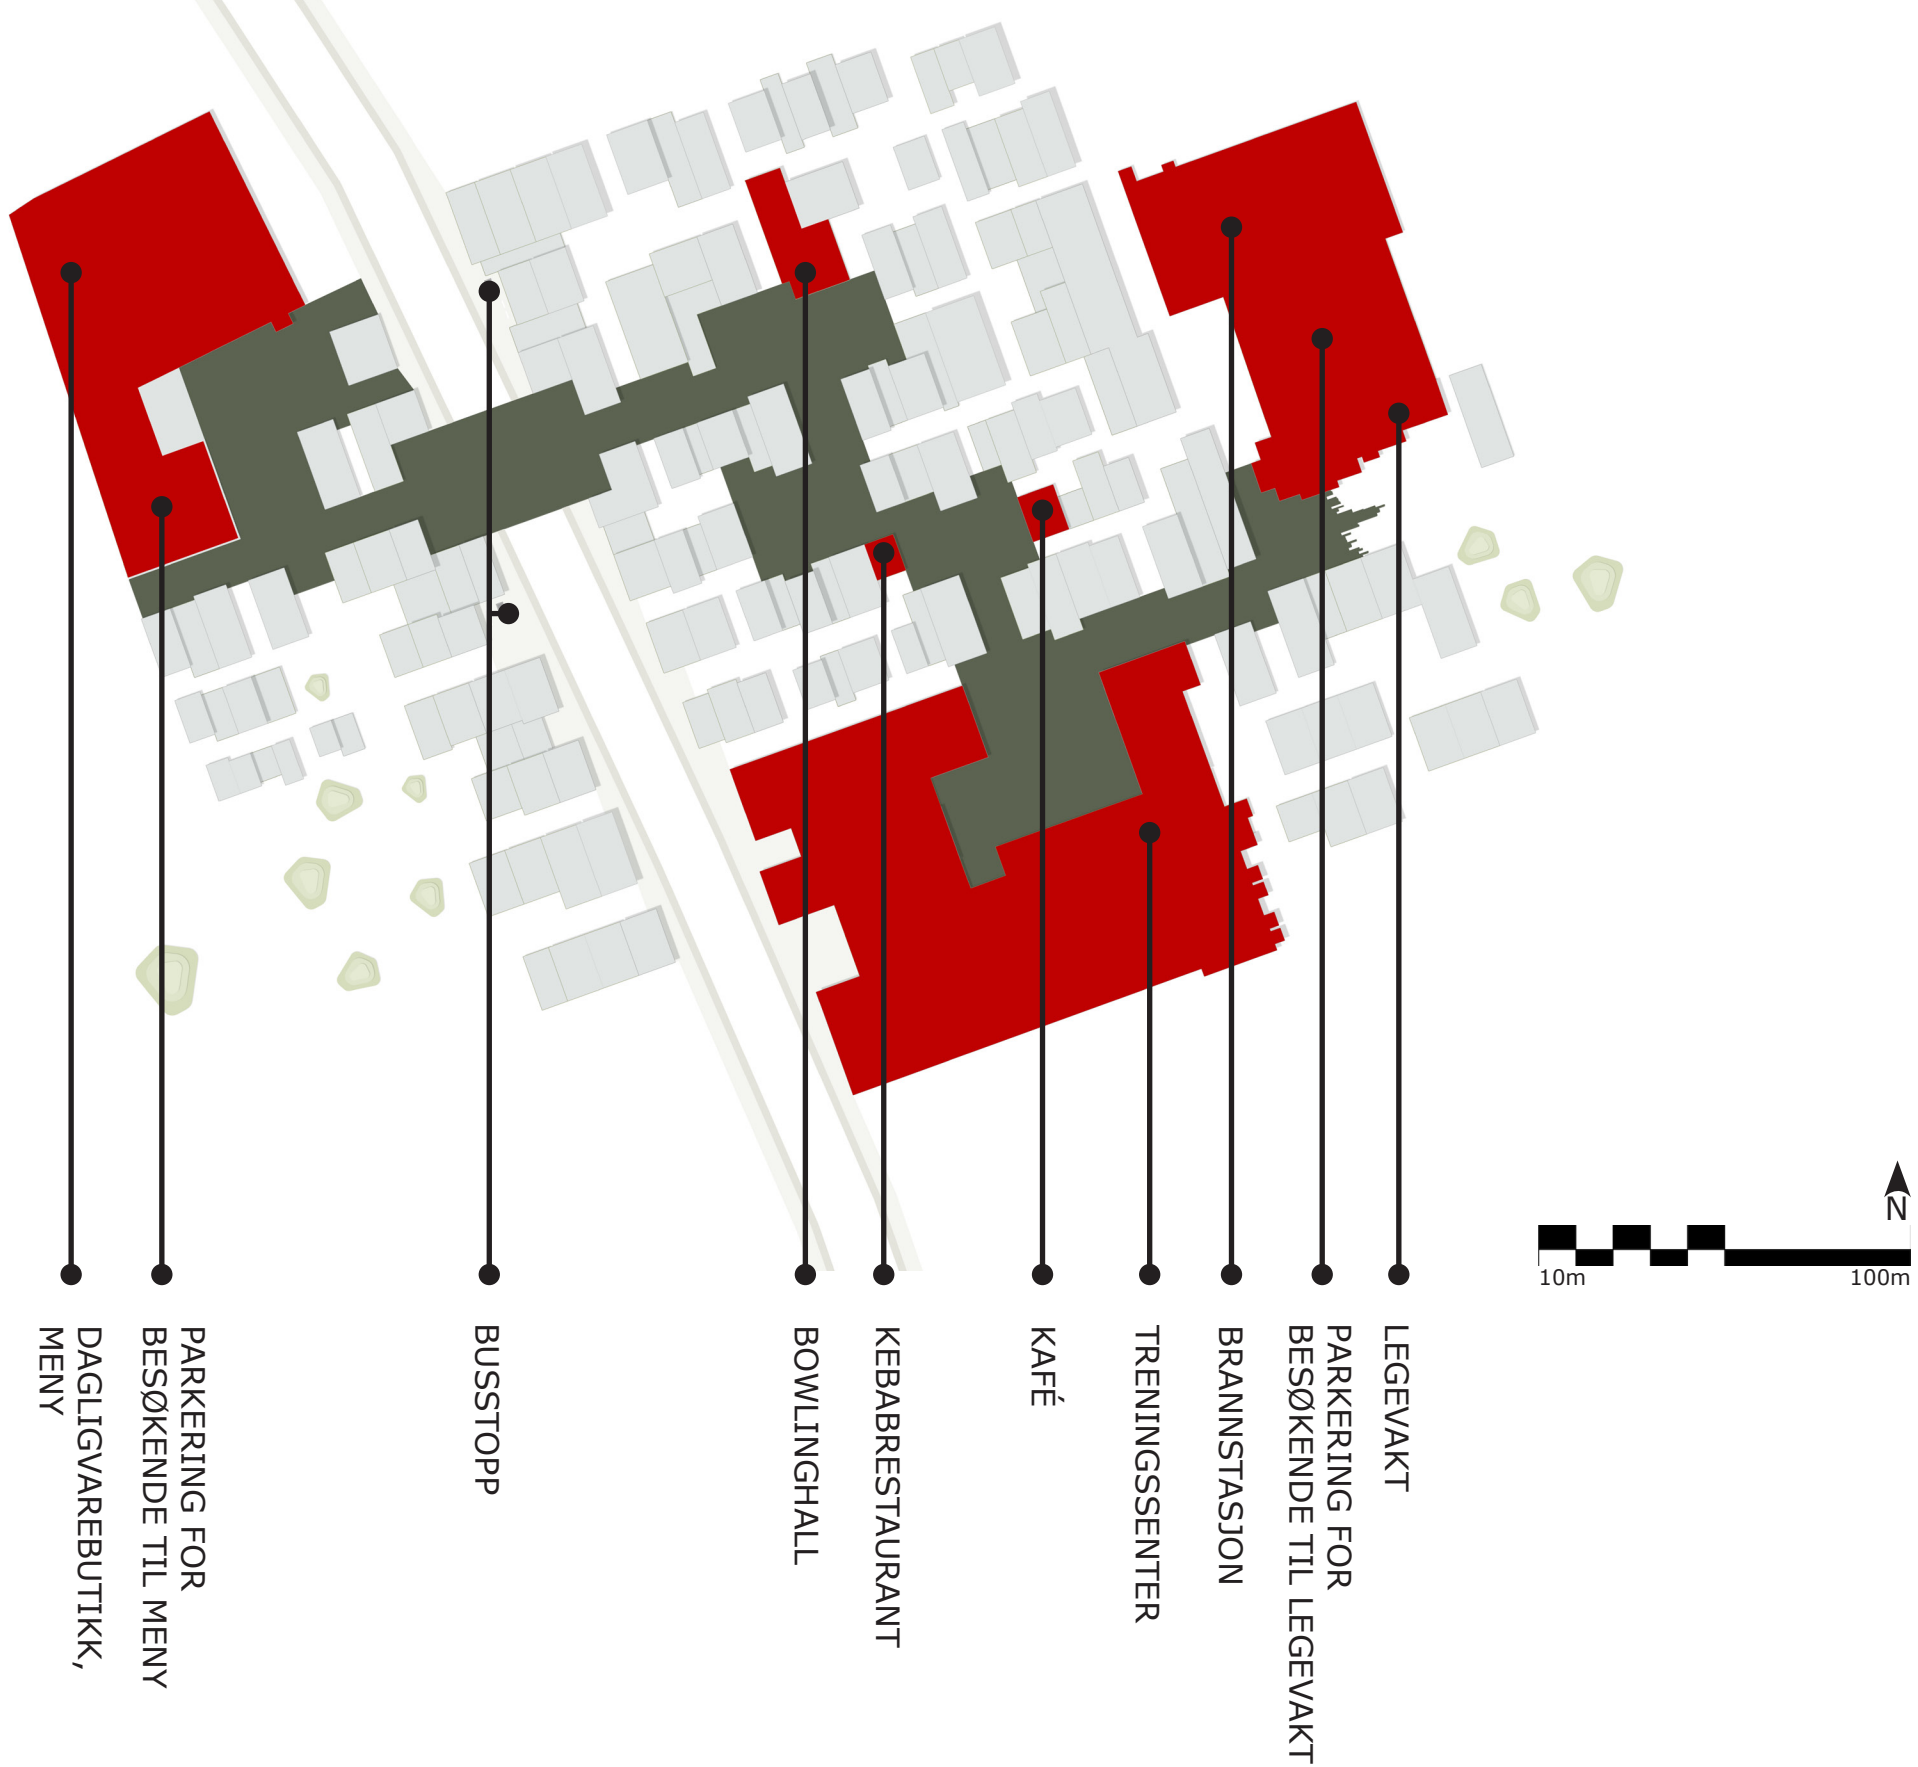 N
10m
100m
DAGLIGVAREBUTIKK,
MENY
PARKERING FOR
BESØKENDE TIL MENY
BUSSTOPP
BOWLINGHALL
KEBABRESTAURANT
KAFÉ
TRENINGSSENTER
BRANNSTASJON
PARKERING FOR
BESØKENDE TIL LEGEVAKT
LEGEVAKT